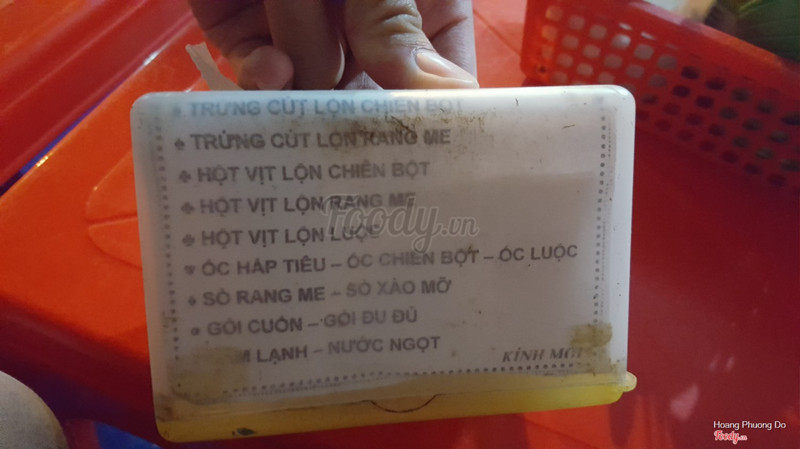 TRỨNG CÚT LỘN CHIÊN BỘT
TRỨNG CÚT LỘN RANG ME
HỘT VỊT LỘN CHIÊN BỘT
HỘT VỊT LỘN RANG ME
HỘT VỊT LỘN LUỘC
ỐC HẤP TIÊU – ỐC CHIÊN BỘT – ỐC LUỘC
SÒ RANG ME – SÒ XÀO MỠ
GỎI CUỐN – GỎI ĐU ĐỦ
LẠNH – NƯỚC NGỌT
KÍNH MỜI
Foody.vn
Hoang Phuong Do
Foody.vn